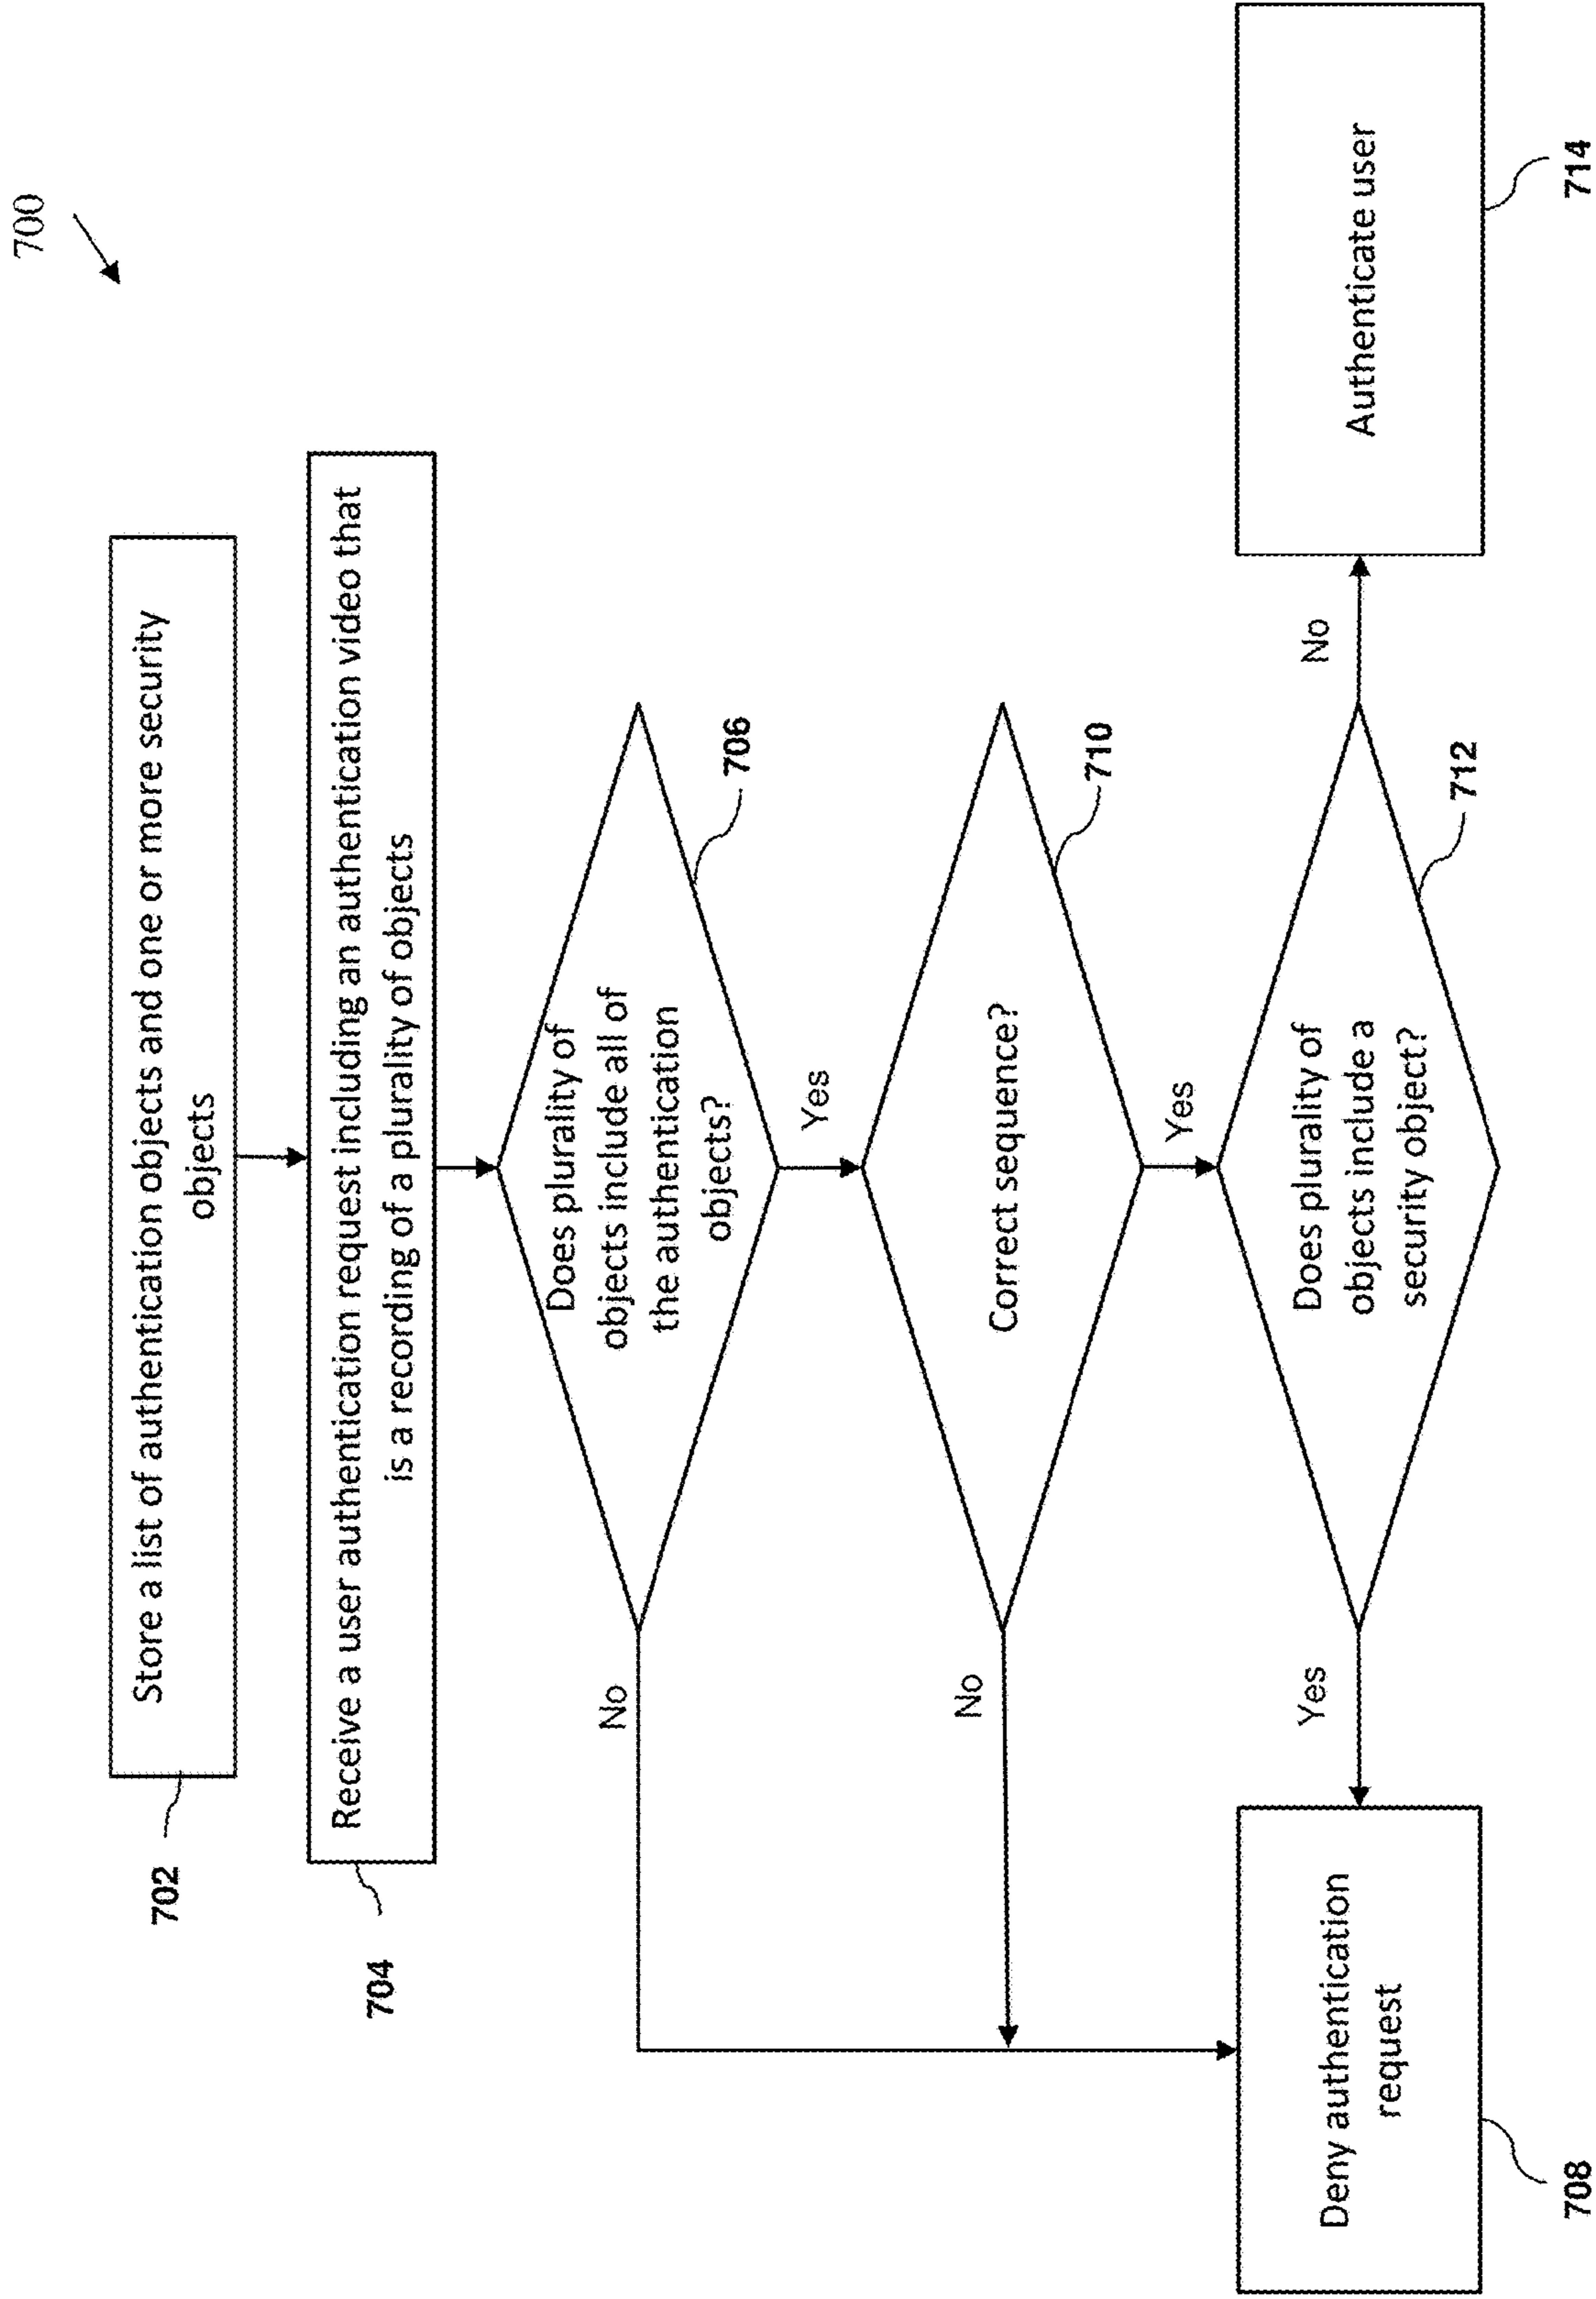 700
Store a list of authentication objects and one or more security
objects
702
Receive a user authentication request including an authentication video that
is a recording of a plurality of objects
704
Does plurality of
objects include all of
the authentication
objects?
706
No
Yes
Correct sequence?
710
No
Yes
Does plurality of
objects include a
security object?
712
Yes
No
Deny authentication
request
708
Authenticate user
714